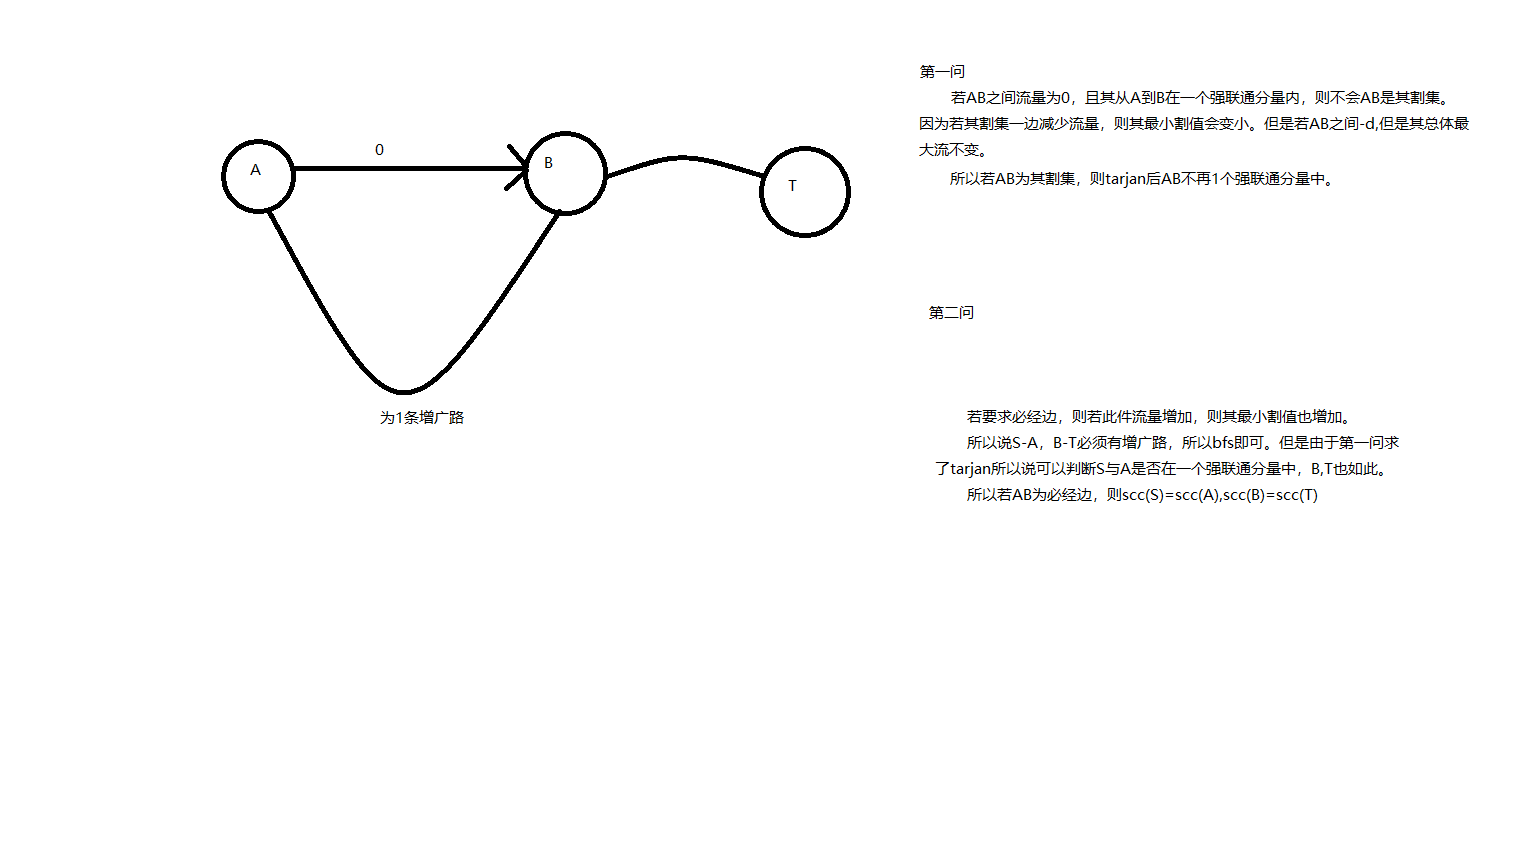 第一问
若AB之间流量为0，且其从A到B在一个强联通分量内，则不会AB是其割集。
因为若其割集一边减少流量，则其最小割值会变小。但是若AB之间-d,但是其总体最
大流不变。
所以若AB为其割集，则tarjan后AB不再1个强联通分量中。
0
A
B
T
为1条增广路
第二问
若要求必经边，则若此件流量增加，则其最小割值也增加。
所以说S-A，B-T必须有增广路，所以bfs即可。但是由于第一问求
了tarjan所以说可以判断S与A是否在一个强联通分量中，B,T也如此。
所以若AB为必经边，则scc(S)=scc(A),scc(B)=scc(T)